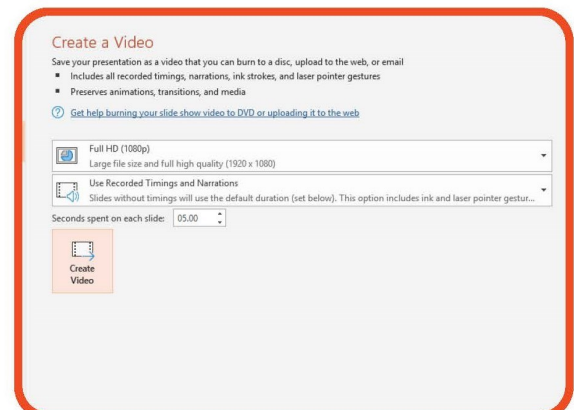 Create a Video
Save your presentation as a video that you can burn to a disc, upload to the web, or email
▪ Includes all recorded timings, narrations, ink strokes, and laser pointer gestures
▪ Preserves animations, transitions, and media
? Get help burning your slide show video to DVD or uploading it to the web
Full HD (1080p)
Large file size and full high quality (1920 x 1080)
Use Recorded Timings and Narrations
Slides without timings will use the default duration (set below). This option includes ink and laser pointer gestur...
Seconds spent on each slide: 05.00
Create
Video